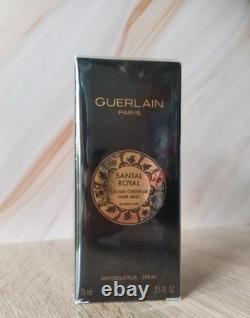 GUERLAIN
PARIS
SANTAL
ROYAL
BRUME CHEVEUX
HAIR MIST
VAPORISATEUR - SPRAY
75 ml
2.5 FL. OZ